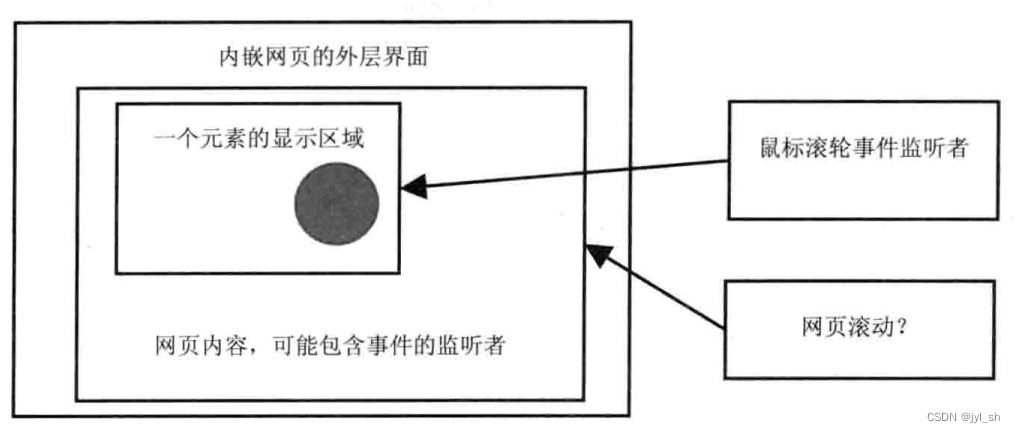 内嵌网页的外层界面
一个元素的显示区域
鼠标滚轮事件监听者
网页滚动？
网页内容，可能包含事件的监听者
CSDN @jyl_sh